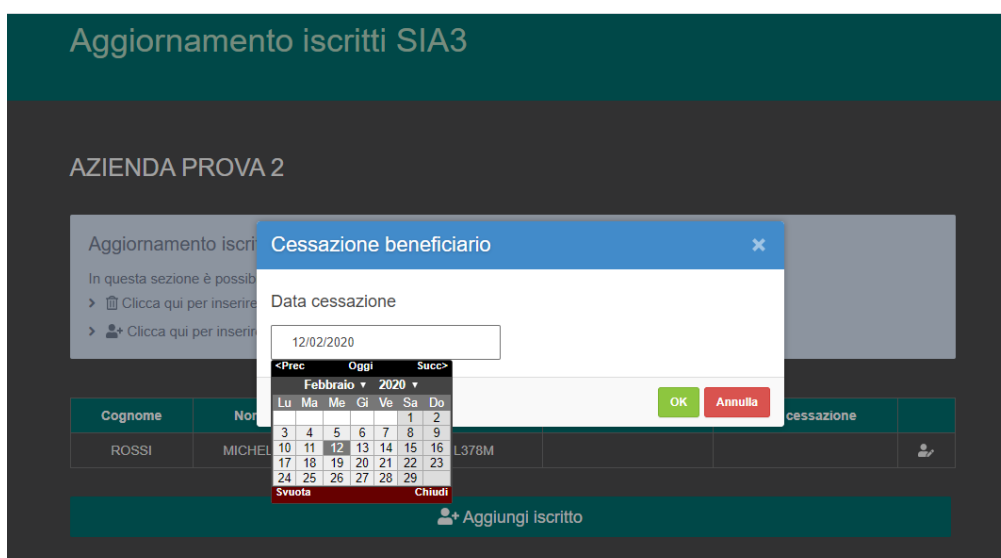 Aggiornamento iscritti SIA3
AZIENDA PROVA 2
Aggiornamento
In questa sezione è
Clicca qui per inserire
Clicca qui per
Cessazione beneficiario ×
Data cessazione
12/02/2020
<Prec Oggi Succ>
Febbraio ▾ 2020 ▾
Lu Ma Me Gi Ve Sa Do
1 2
3 4 5 6 7 8 9
10 11 12 13 14 15 16
17 18 19 20 21 22 23
24 25 26 27 28 29
Svuota Chiudi
OK Annulla
Cognome cessazione
ROSSI L378M
Aggiungi iscritto